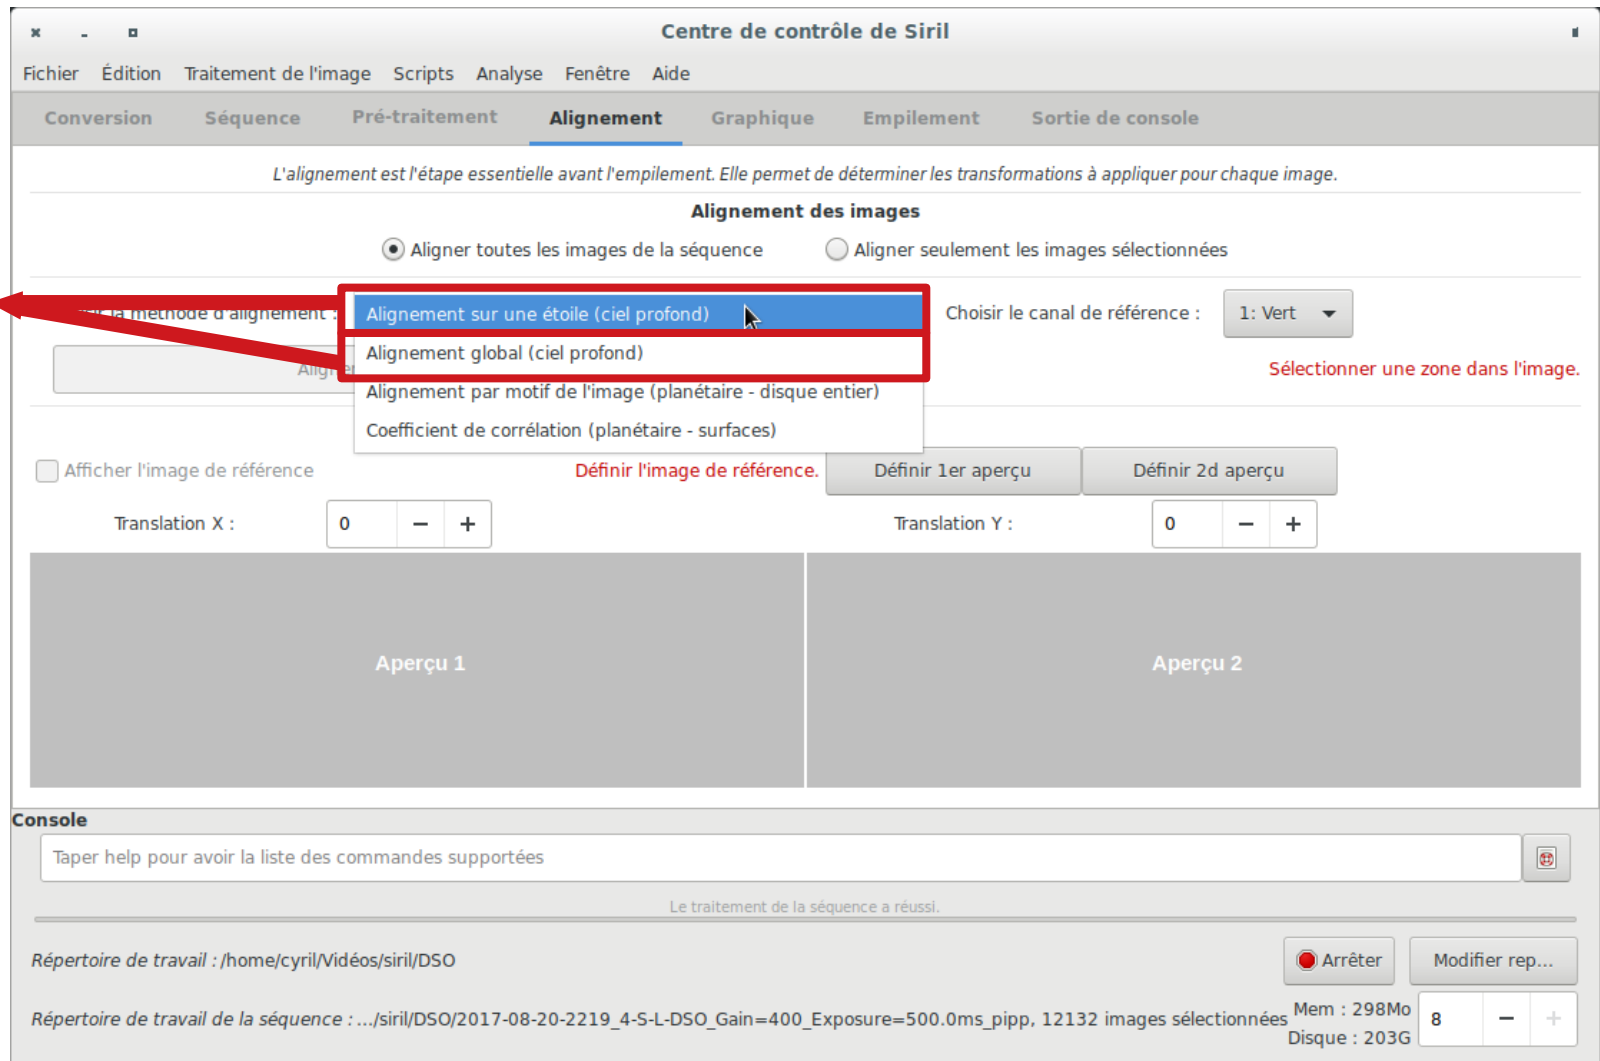 Centre de contrôle de Siril
Fichier Édition Traitement de l'image Scripts Analyse Fenêtre Aide
Conversion Séquence Pré-traitement Alignement Graphique Empilement Sortie de console
L'alignement est l'étape essentielle avant l'empilement. Elle permet de déterminer les transformations à appliquer pour chaque image.
Alignement des images
Aligner toutes les images de la séquence Aligner seulement les images sélectionnées
la méthode d'alignement : Alignement sur une étoile (ciel profond) Choisir le canal de référence : 1: Vert
Alignement global (ciel profond)
Sélectionner une zone dans l'image.
Alignement par motif de l'image (planétaire - disque entier)
Coefficient de corrélation (planétaire - surfaces)
Afficher l'image de référence Définir l'image de référence. Définir 1er aperçu Définir 2d aperçu
Translation X : 0 − + Translation Y : 0 − +
Aperçu 1 Aperçu 2
Console
Taper help pour avoir la liste des commandes supportées
Le traitement de la séquence a réussi.
Répertoire de travail : /home/cyril/Vidéos/siril/DSO Arrêter Modifier rep...
Répertoire de travail de la séquence : .../siril/DSO/2017-08-20-2219_4-S-L-DSO_Gain=400_Exposure=500.0ms_pipp, 12132 images sélectionnées Mem : 298Mo 8 − +
Disque : 203G